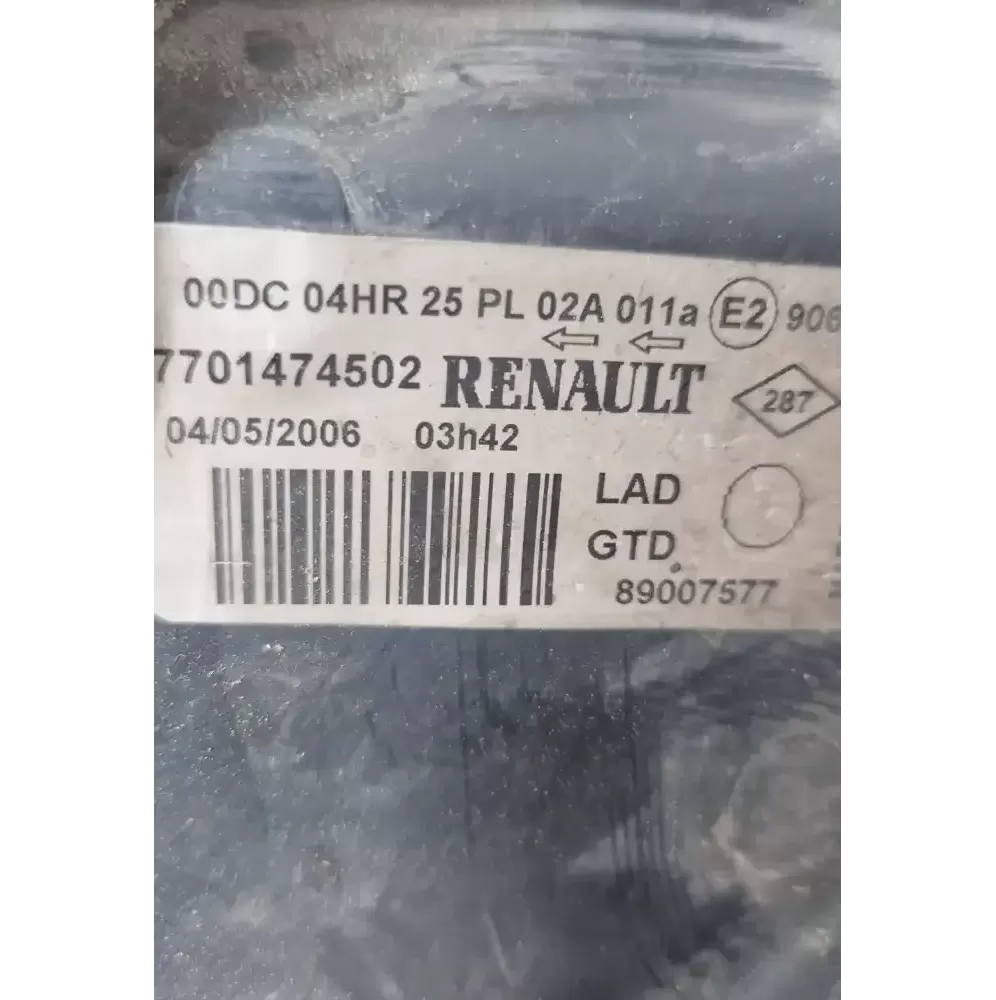 00DC 04HR 25 PL 02A 011a E2 906
7701474502 RENAULT 287
04/05/2006 03h42
LAD
GTD
89007577